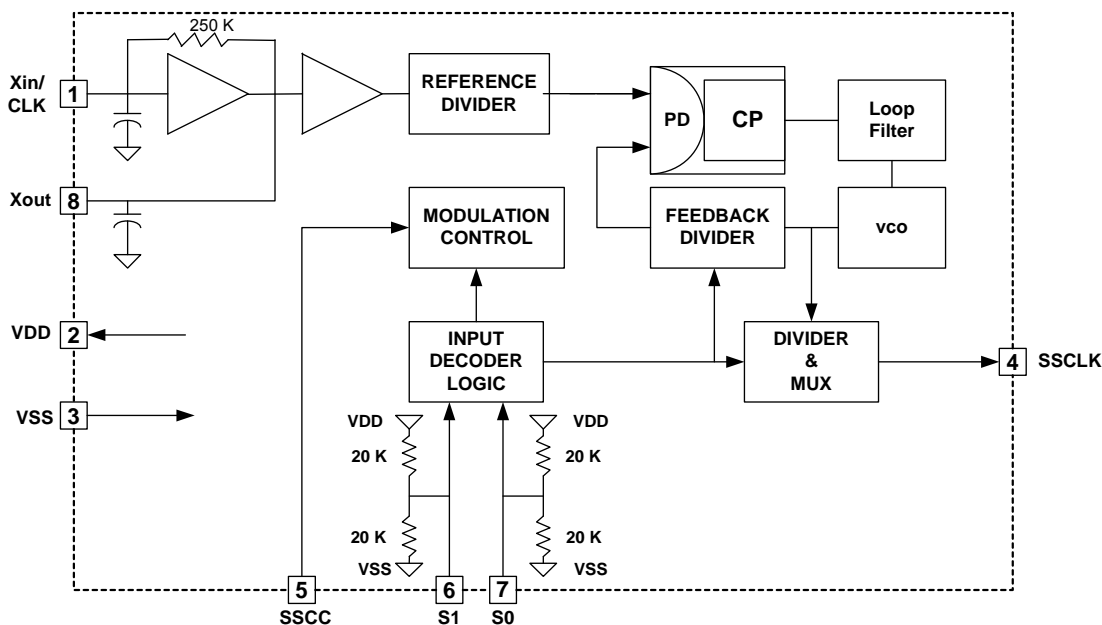 250 K
Xin/
CLK
1
REFERENCE
DIVIDER
PD
CP
Loop
Filter
Xout
8
MODULATION
CONTROL
FEEDBACK
DIVIDER
vco
VDD
2
INPUT
DECODER
LOGIC
DIVIDER
&
MUX
4
SSCLK
VSS
3
VDD
VDD
20 K
20 K
20 K
20 K
VSS
VSS
5
6
7
SSCC
S1
S0